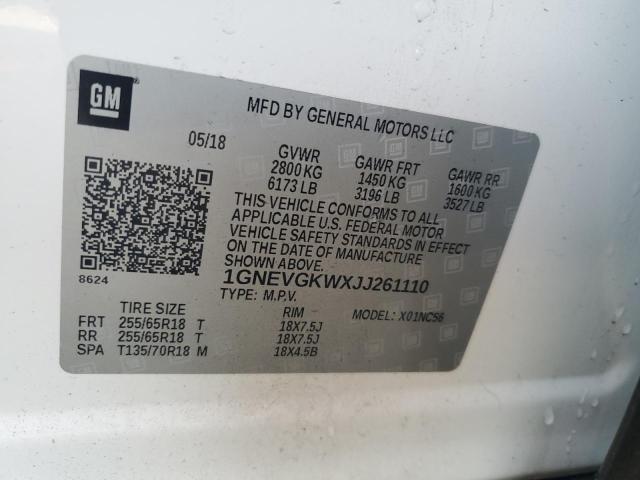 GM
MFD BY GENERAL MOTORS LLC
05/18 GVWR GAWR FRT GAWR RR
2800 KG 1450 KG 1600 KG
6173 LB 3196 LB 3527 LB
THIS VEHICLE CONFORMS TO ALL
APPLICABLE U.S. FEDERAL MOTOR
VEHICLE SAFETY STANDARDS IN EFFECT
ON THE DATE OF MANUFACTURE
SHOWN ABOVE.
8624
1GNEVGKWXJJ261110
TYPE: M.P.V.
TIRE SIZE RIM MODEL: X01NC56
FRT 255/65R18 T 18X7.5J
RR 255/65R18 T 18X7.5J
SPA T135/70R18 M 18X4.5B